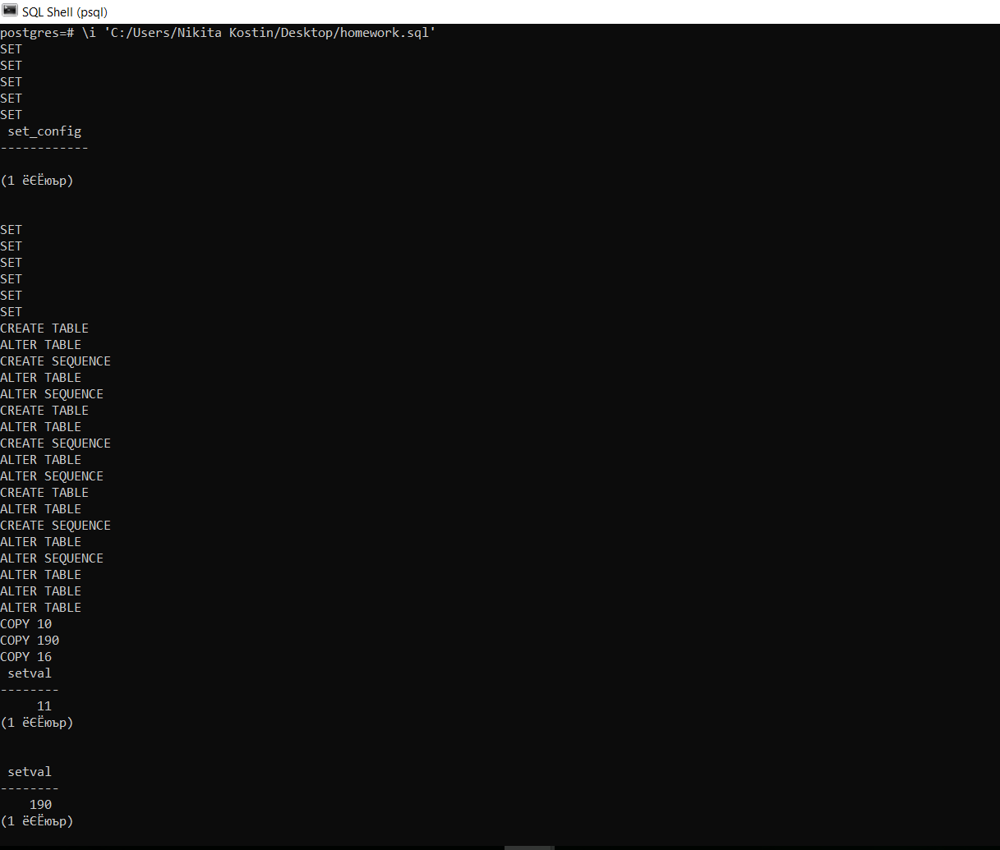 SQL Shell (psql)
postgres=# \i 'C:/Users/Nikita Kostin/Desktop/homework.sql'
SET
SET
SET
SET
SET
 set_config
------------

(1 ёЄЁюър)


SET
SET
SET
SET
SET
SET
CREATE TABLE
ALTER TABLE
CREATE SEQUENCE
ALTER TABLE
ALTER SEQUENCE
CREATE TABLE
ALTER TABLE
CREATE SEQUENCE
ALTER TABLE
ALTER SEQUENCE
CREATE TABLE
ALTER TABLE
CREATE SEQUENCE
ALTER TABLE
ALTER SEQUENCE
ALTER TABLE
ALTER TABLE
ALTER TABLE
COPY 10
COPY 190
COPY 16
 setval
--------
     11
(1 ёЄЁюър)


 setval
--------
    190
(1 ёЄЁюър)